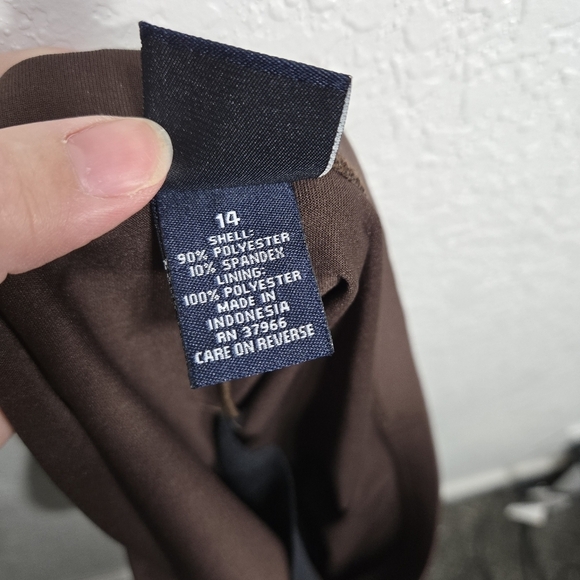 14
SHELL:
90% POLYESTER
10% SPANDEX
LINING:
100% POLYESTER
MADE IN
INDONESIA
RN 37966
CARE ON REVERSE